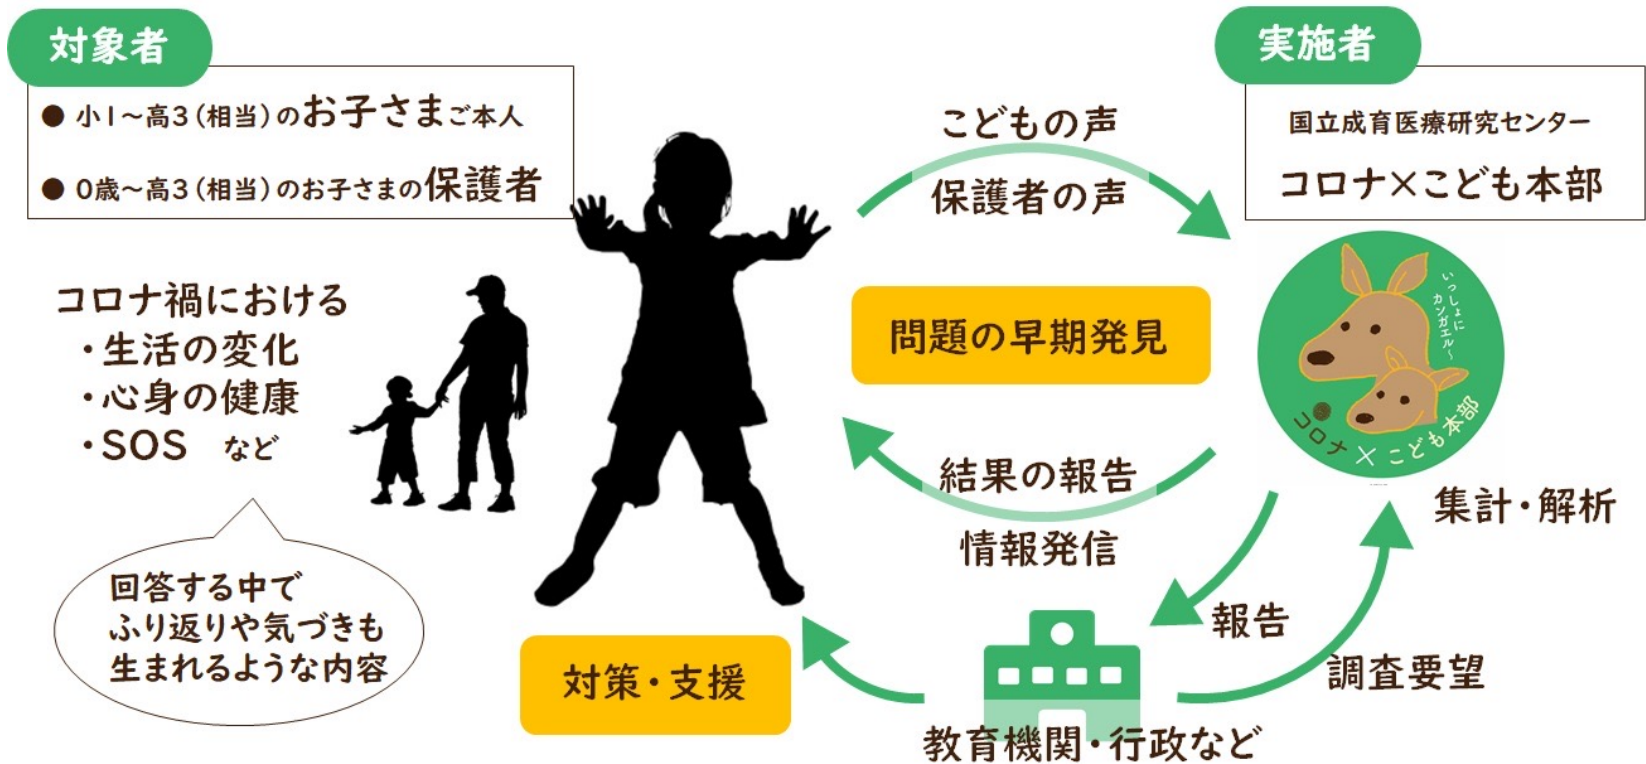 対象者
● 小1～高3(相当)のお子さまご本人
● 0歳～高3(相当)のお子さまの保護者
コロナ禍における
・生活の変化
・心身の健康
・SOS など
回答する中で
ふり返りや気づきも
生まれるような内容
こどもの声
保護者の声
問題の早期発見
結果の報告
情報発信
対策・支援
実施者
国立成育医療研究センター
コロナ×こども本部
いっしょに
カンガエル～
コロナ×こども本部
集計・解析
報告
調査要望
教育機関・行政など